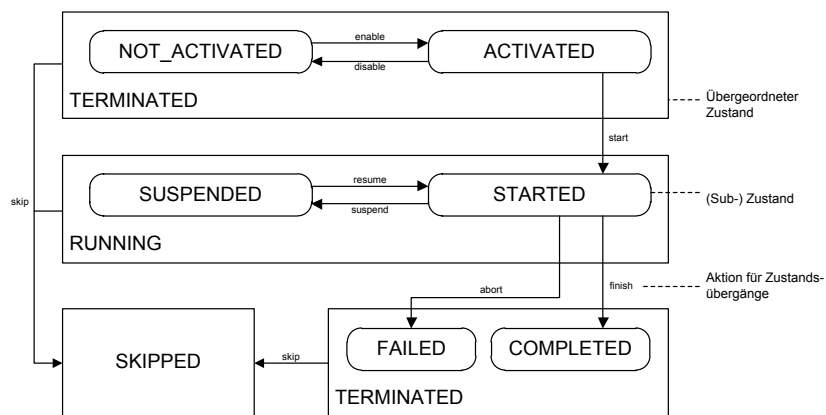 enable
NOT_ACTIVATED
ACTIVATED
disable
TERMINATED
Übergeordneter
Zustand
start
resume
SUSPENDED
STARTED
(Sub-) Zustand
skip
suspend
RUNNING
Aktion für Zustands-
übergänge
abort
finish
SKIPPED
skip
FAILED
COMPLETED
TERMINATED